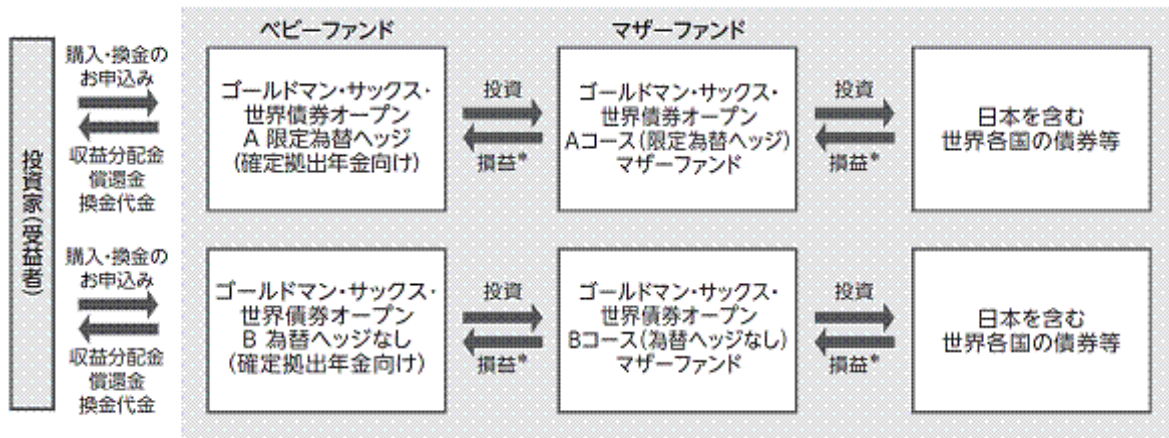 ベビーファンド
マザーファンド
投資家(受益者)
購入・換金の
お申込み
収益分配金
償還金
換金代金
ゴールドマン・サックス・
世界債券オープン
A 限定為替ヘッジ
(確定拠出年金向け)
投資
損益*
ゴールドマン・サックス・
世界債券オープン
Aコース(限定為替ヘッジ)
マザーファンド
投資
損益*
日本を含む
世界各国の債券等
購入・換金の
お申込み
収益分配金
償還金
換金代金
ゴールドマン・サックス・
世界債券オープン
B 為替ヘッジなし
(確定拠出年金向け)
投資
損益*
ゴールドマン・サックス・
世界債券オープン
Bコース(為替ヘッジなし)
マザーファンド
投資
損益*
日本を含む
世界各国の債券等